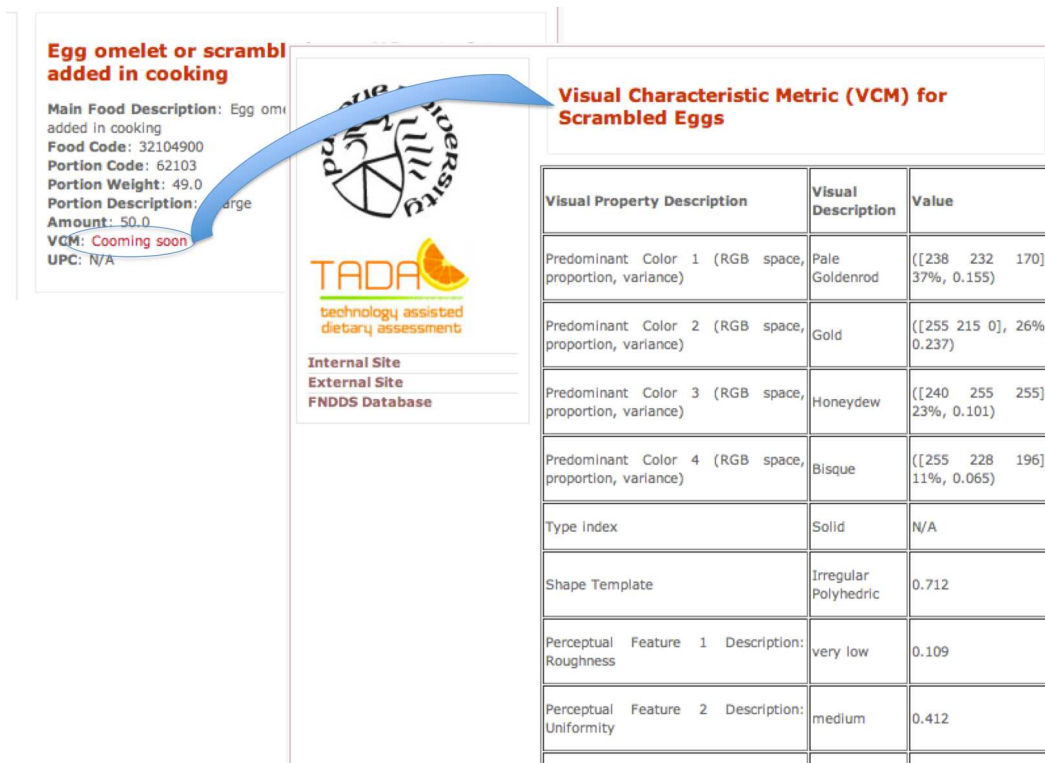 Egg omelet or scrambl
added in cooking
Main Food Description: Egg ome
added in cooking
Food Code: 32104900
Portion Code: 62103
Portion Weight: 49.0
Portion Description: arge
Amount: 50.0
VCM: Cooming soon
UPC: N/A
TADA
technology assisted
dietary assessment
Internal Site
External Site
FNDDS Database
Visual Characteristic Metric (VCM) for
Scrambled Eggs
Visual Property Description Visual Description Value
Predominant Color 1 (RGB space, proportion, variance) Pale Goldenrod ([238 232 170] 37%, 0.155)
Predominant Color 2 (RGB space, proportion, variance) Gold ([255 215 0], 26% 0.237)
Predominant Color 3 (RGB space, proportion, variance) Honeydew ([240 255 255] 23%, 0.101)
Predominant Color 4 (RGB space, proportion, variance) Bisque ([255 228 196] 11%, 0.065)
Type index Solid N/A
Shape Template Irregular Polyhedric 0.712
Perceptual Feature 1 Description: Roughness very low 0.109
Perceptual Feature 2 Description: Uniformity medium 0.412